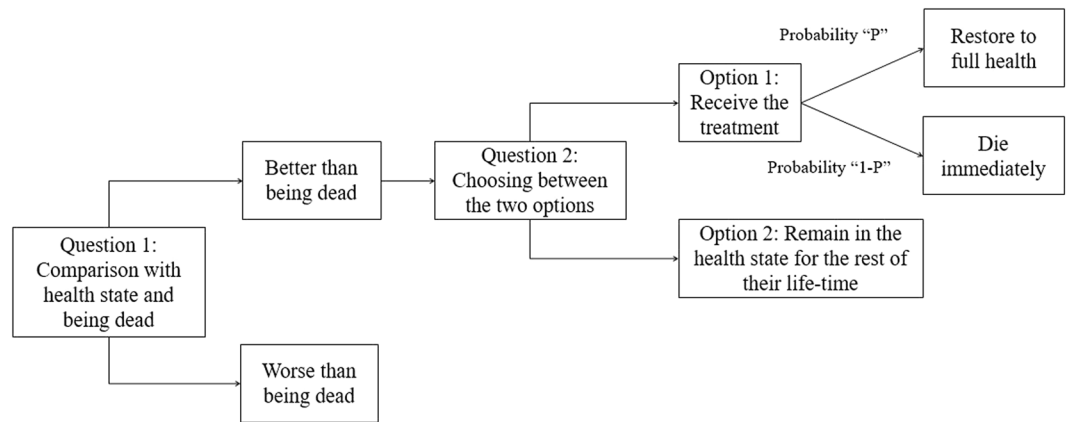 Question 1:
Comparison with
health state and
being dead
Better than
being dead
Worse than
being dead
Question 2:
Choosing between
the two options
Option 1:
Receive the
treatment
Option 2: Remain in the
health state for the rest of
their life-time
Probability “P”
Probability “1-P”
Restore to
full health
Die
immediately